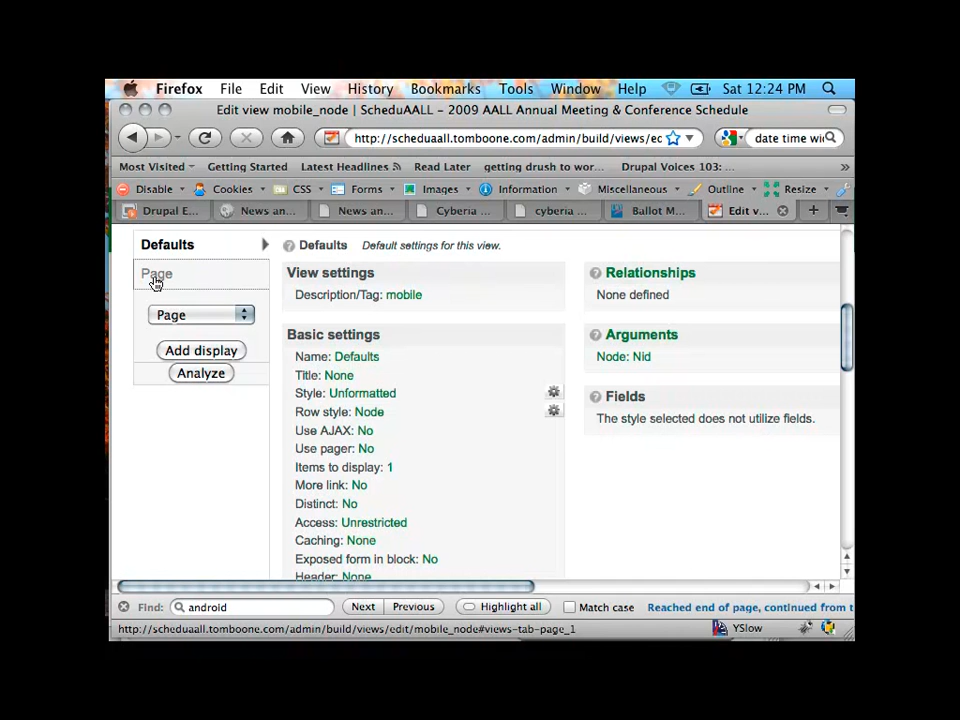 Firefox File Edit View History Bookmarks Tools Window Help Sat 12:24 PM
Edit view mobile_node | ScheduAALL - 2009 AALL Annual Meeting & Conference Schedule
http://scheduaall.tomboone.com/admin/build/views/ec date time wi
Most Visited Getting Started Latest Headlines Read Later getting drush to wor... Drupal Voices 103: ... »
Disable Cookies CSS Forms Images Information Miscellaneous Outline Resize
Drupal E... News an... News an... Cyberia ... cyberia ... Ballot M... Edit v...
Defaults
Page
Page
Add display
Analyze
Defaults Default settings for this view.
View settings
Description/Tag: mobile
Basic settings
Name: Defaults
Title: None
Style: Unformatted
Row style: Node
Use AJAX: No
Use pager: No
Items to display: 1
More link: No
Distinct: No
Access: Unrestricted
Caching: None
Exposed form in block: No
Header: None
Relationships
None defined
Arguments
Node: Nid
Fields
The style selected does not utilize fields.
Find: android Next Previous Highlight all Match case Reached end of page, continued from t
http://scheduaall.tomboone.com/admin/build/views/edit/mobile_node#views-tab-page_1 YSlow